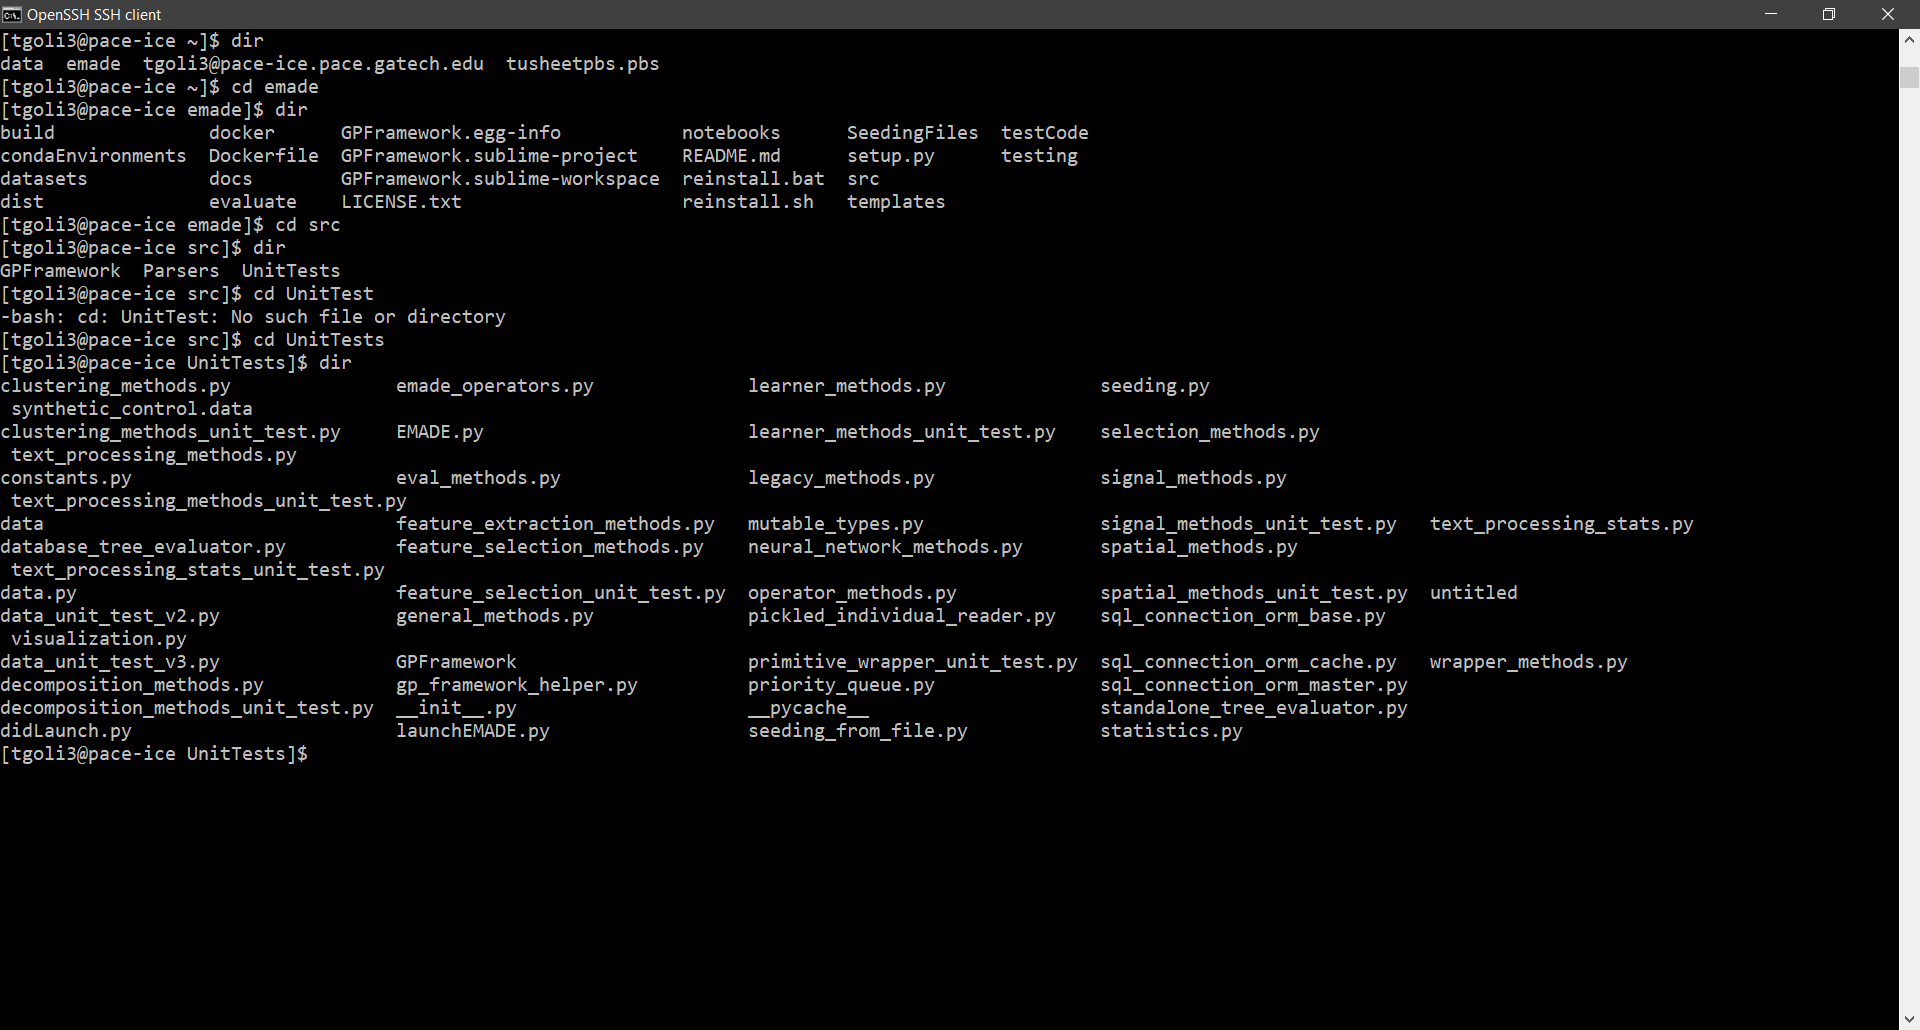 OpenSSH SSH client
[tgoli3@pace-ice ~]$ dir
data  emade  tgoli3@pace-ice.pace.gatech.edu  tusheetpbs.pbs
[tgoli3@pace-ice ~]$ cd emade
[tgoli3@pace-ice emade]$ dir
build              docker      GPFramework.egg-info           notebooks      SeedingFiles  testCode
condaEnvironments  Dockerfile  GPFramework.sublime-project    README.md      setup.py      testing
datasets           docs        GPFramework.sublime-workspace  reinstall.bat  src
dist               evaluate    LICENSE.txt                    reinstall.sh   templates
[tgoli3@pace-ice emade]$ cd src
[tgoli3@pace-ice src]$ dir
GPFramework  Parsers  UnitTests
[tgoli3@pace-ice src]$ cd UnitTest
-bash: cd: UnitTest: No such file or directory
[tgoli3@pace-ice src]$ cd UnitTests
[tgoli3@pace-ice UnitTests]$ dir
clustering_methods.py               emade_operators.py              learner_methods.py              seeding.py
 synthetic_control.data
clustering_methods_unit_test.py     EMADE.py                        learner_methods_unit_test.py    selection_methods.py
 text_processing_methods.py
constants.py                        eval_methods.py                 legacy_methods.py               signal_methods.py
 text_processing_methods_unit_test.py
data                                feature_extraction_methods.py   mutable_types.py                signal_methods_unit_test.py   text_processing_stats.py
database_tree_evaluator.py          feature_selection_methods.py    neural_network_methods.py       spatial_methods.py
 text_processing_stats_unit_test.py
data.py                             feature_selection_unit_test.py  operator_methods.py             spatial_methods_unit_test.py  untitled
data_unit_test_v2.py                general_methods.py              pickled_individual_reader.py    sql_connection_orm_base.py
 visualization.py
data_unit_test_v3.py                GPFramework                     primitive_wrapper_unit_test.py  sql_connection_orm_cache.py   wrapper_methods.py
decomposition_methods.py            gp_framework_helper.py          priority_queue.py               sql_connection_orm_master.py
decomposition_methods_unit_test.py  __init__.py                     __pycache__                     standalone_tree_evaluator.py
didLaunch.py                        launchEMADE.py                  seeding_from_file.py            statistics.py
[tgoli3@pace-ice UnitTests]$